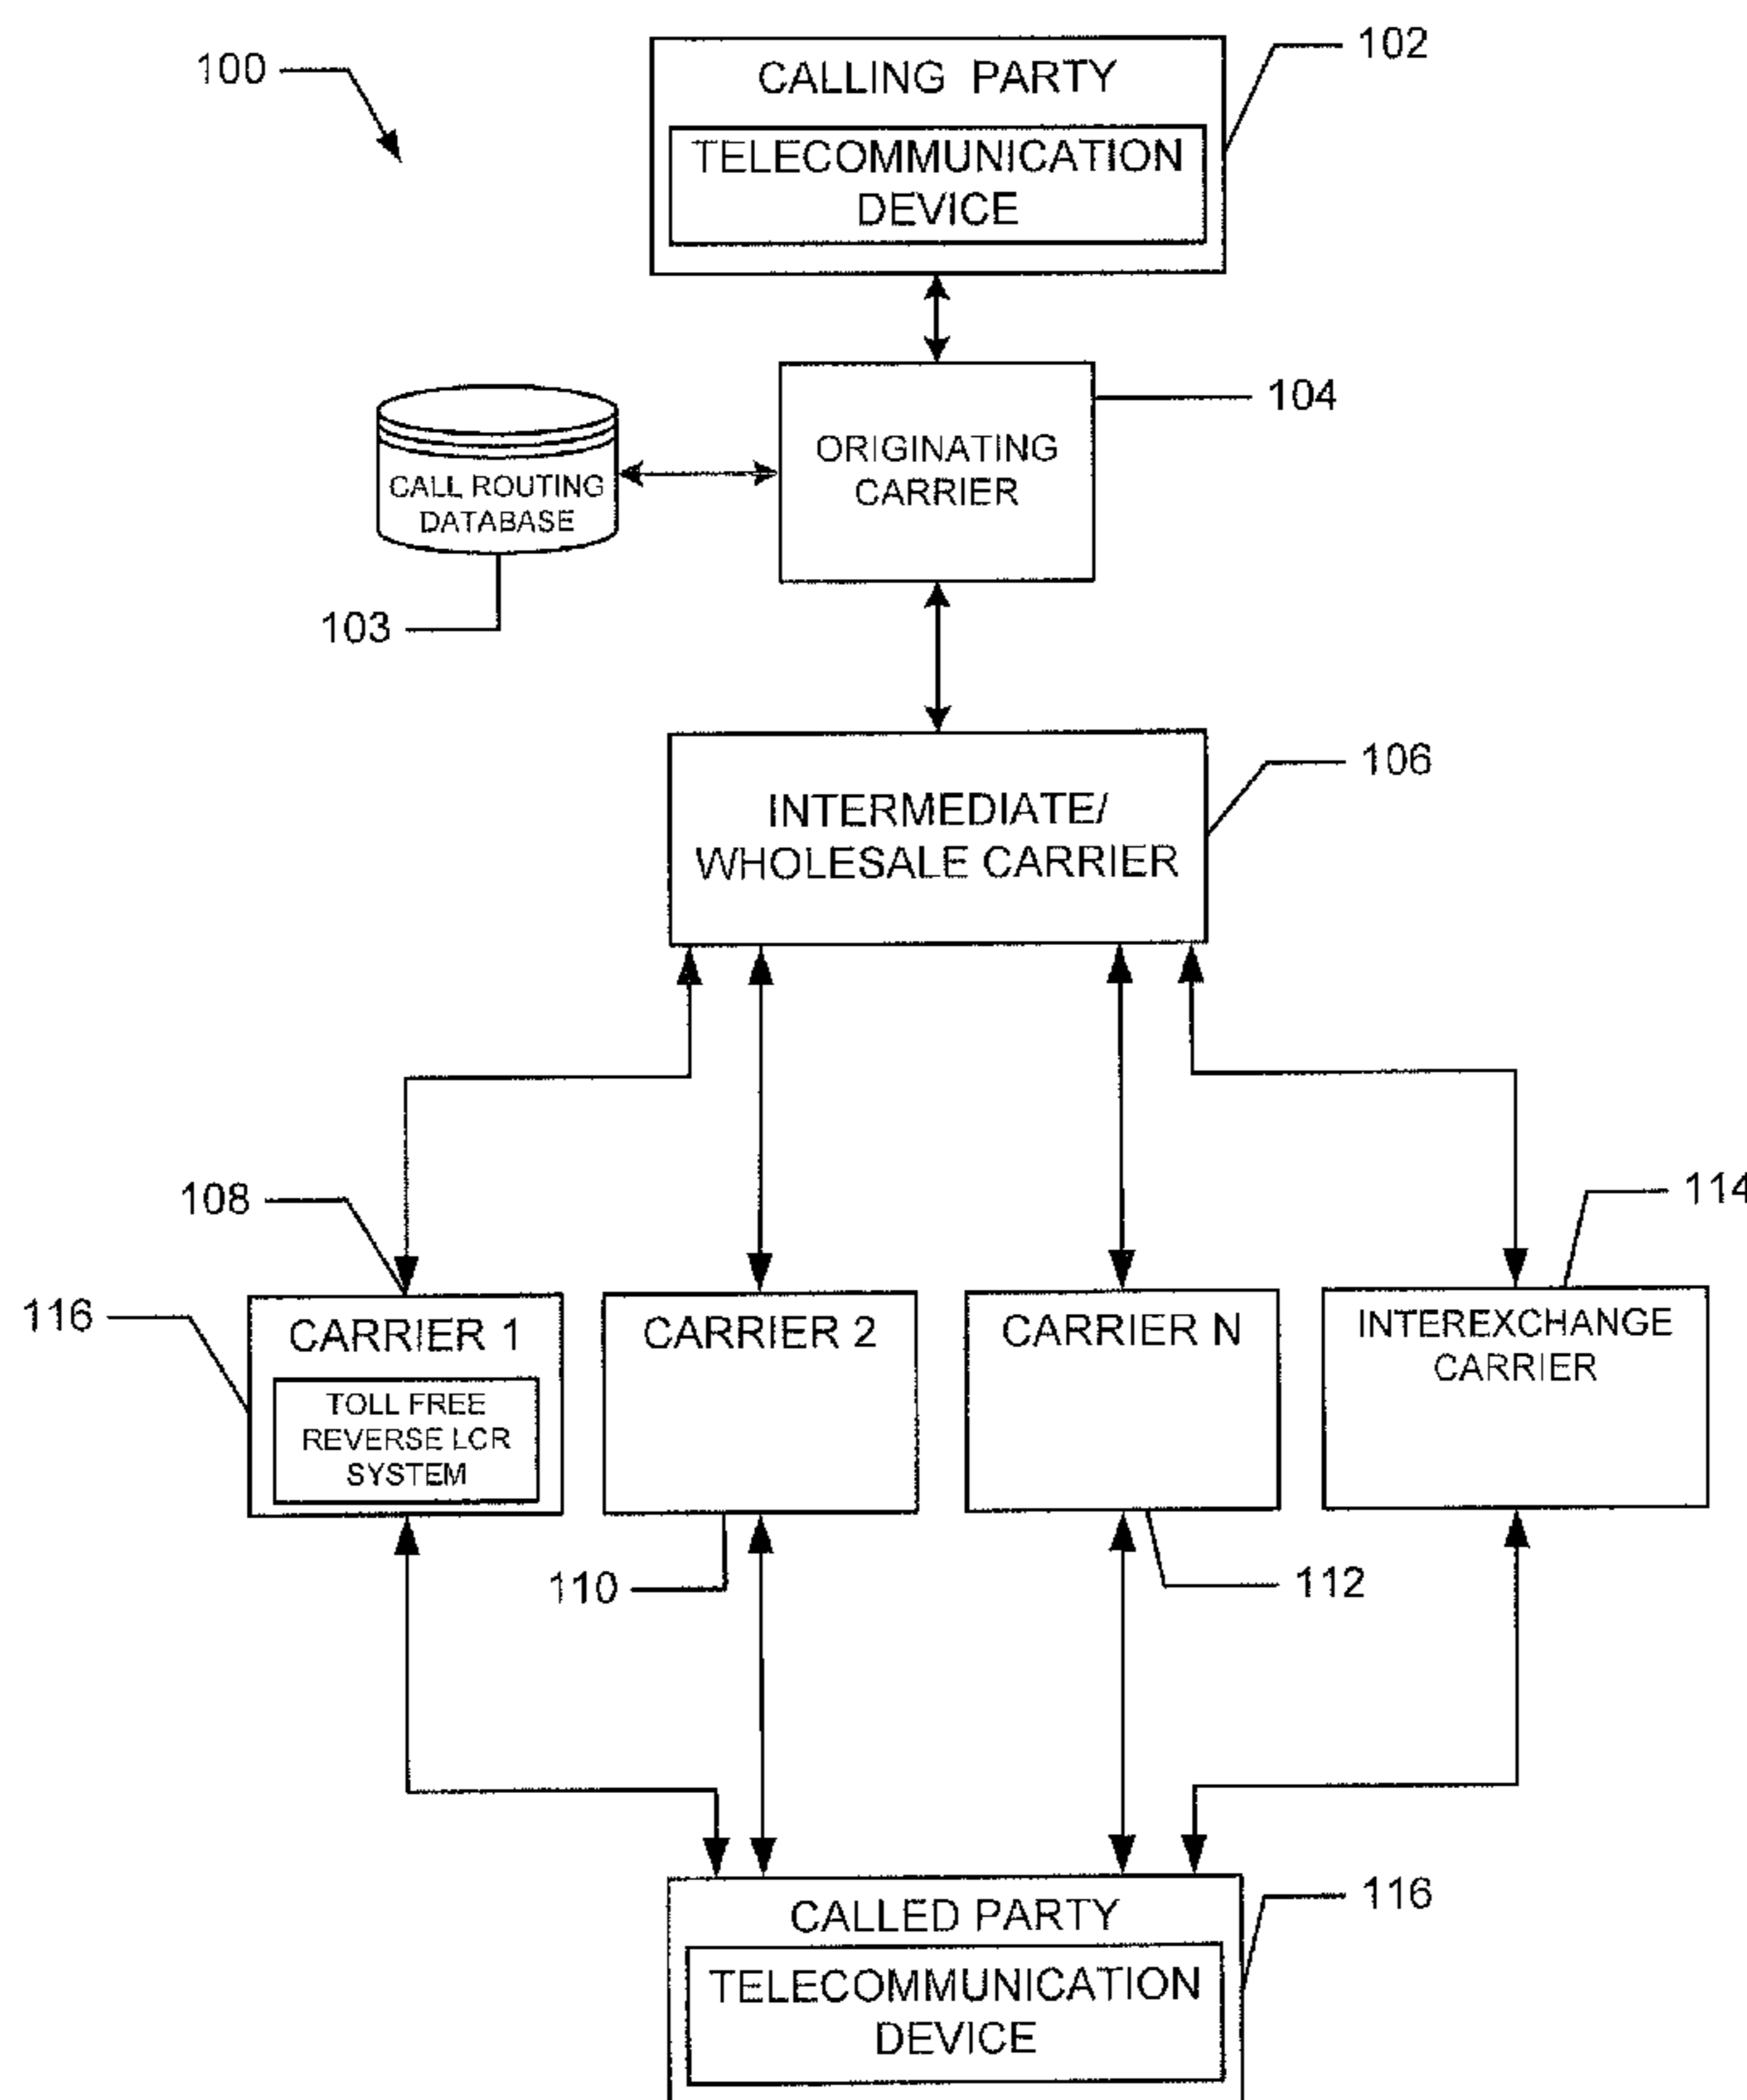 100
102
CALLING PARTY
TELECOMMUNICATION
DEVICE
104
ORIGINATING
CARRIER
CALL ROUTING
DATABASE
103
106
INTERMEDIATE/
WHOLESALE CARRIER
108
114
116
CARRIER 1
TOLL FREE
REVERSE LCR
SYSTEM
CARRIER 2
CARRIER N
INTEREXCHANGE
CARRIER
110
112
116
CALLED PARTY
TELECOMMUNICATION
DEVICE